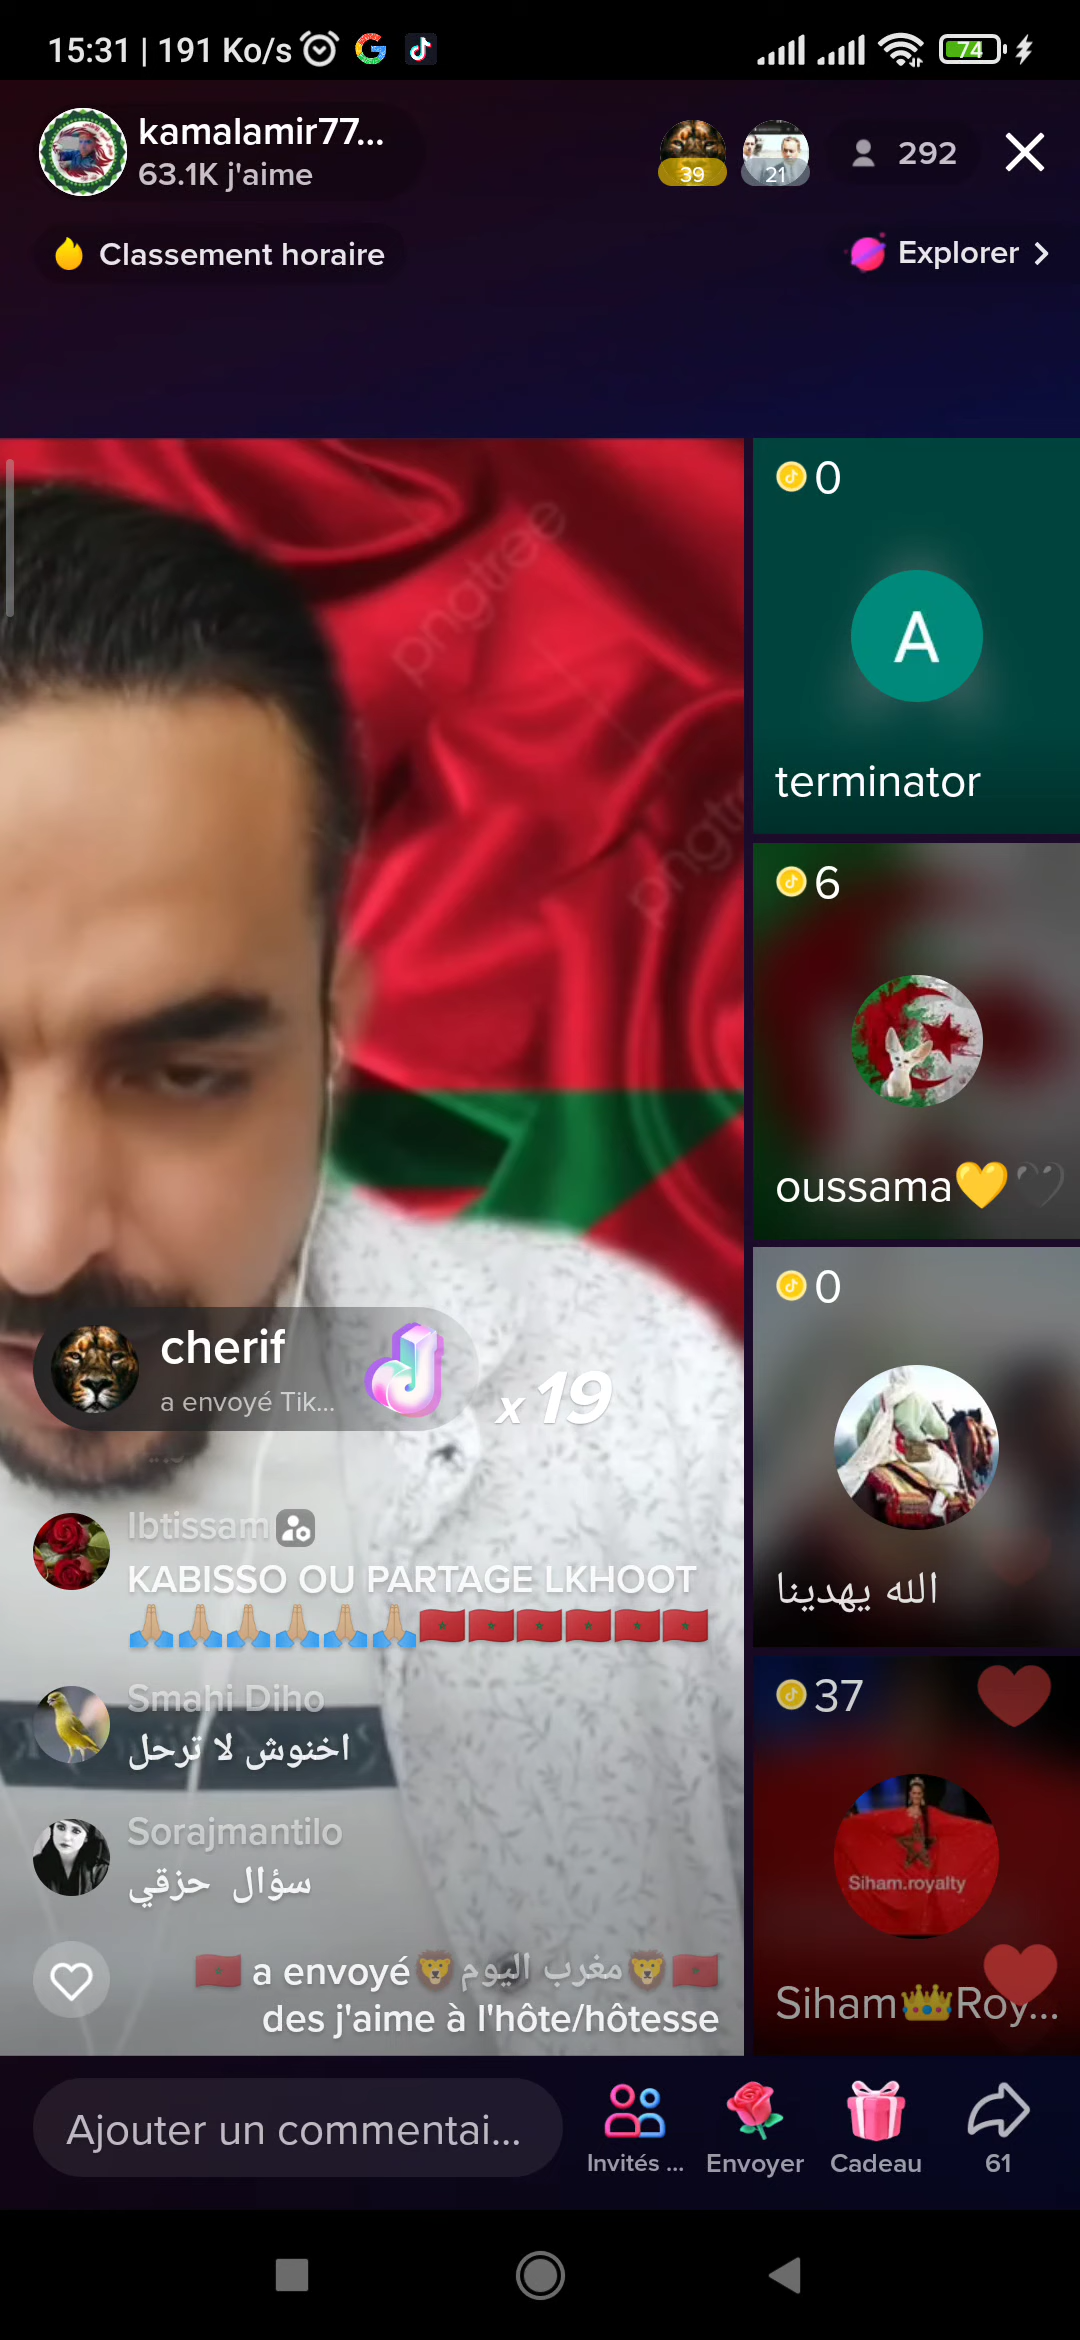 15:31 | 191 Ko/s
74
kamalamir77...
63.1K j'aime
39
21
292
Classement horaire
Explorer
pngtree
0
A
terminator
6
oussama💛🖤
0
الله يهدينا
37
Siham.royalty
Siham👑Roy...
cherif
a envoyé Tik...
x 19
Ibtissam
KABISSO OU PARTAGE LKHOOT
🙏🏼🙏🏼🙏🏼🙏🏼🙏🏼🙏🏼🇲🇦🇲🇦🇲🇦🇲🇦🇲🇦🇲🇦
Smahi Diho
اخنوش لا ترحل
Sorajmantilo
سؤال حزقي
🇲🇦🦁مغرب اليوم🦁🇲🇦 a envoyé
des j'aime à l'hôte/hôtesse
Ajouter un commentai...
Invités ...
Envoyer
Cadeau
61